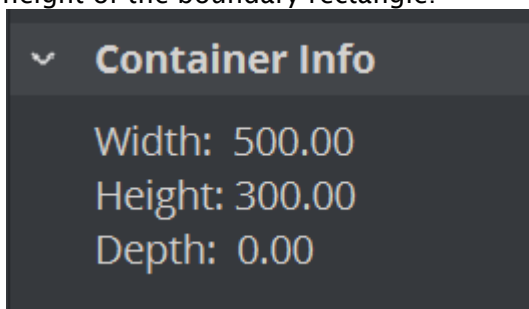 height of the boundary rectangle.
Container Info
Width: 500.00
Height: 300.00
Depth: 0.00